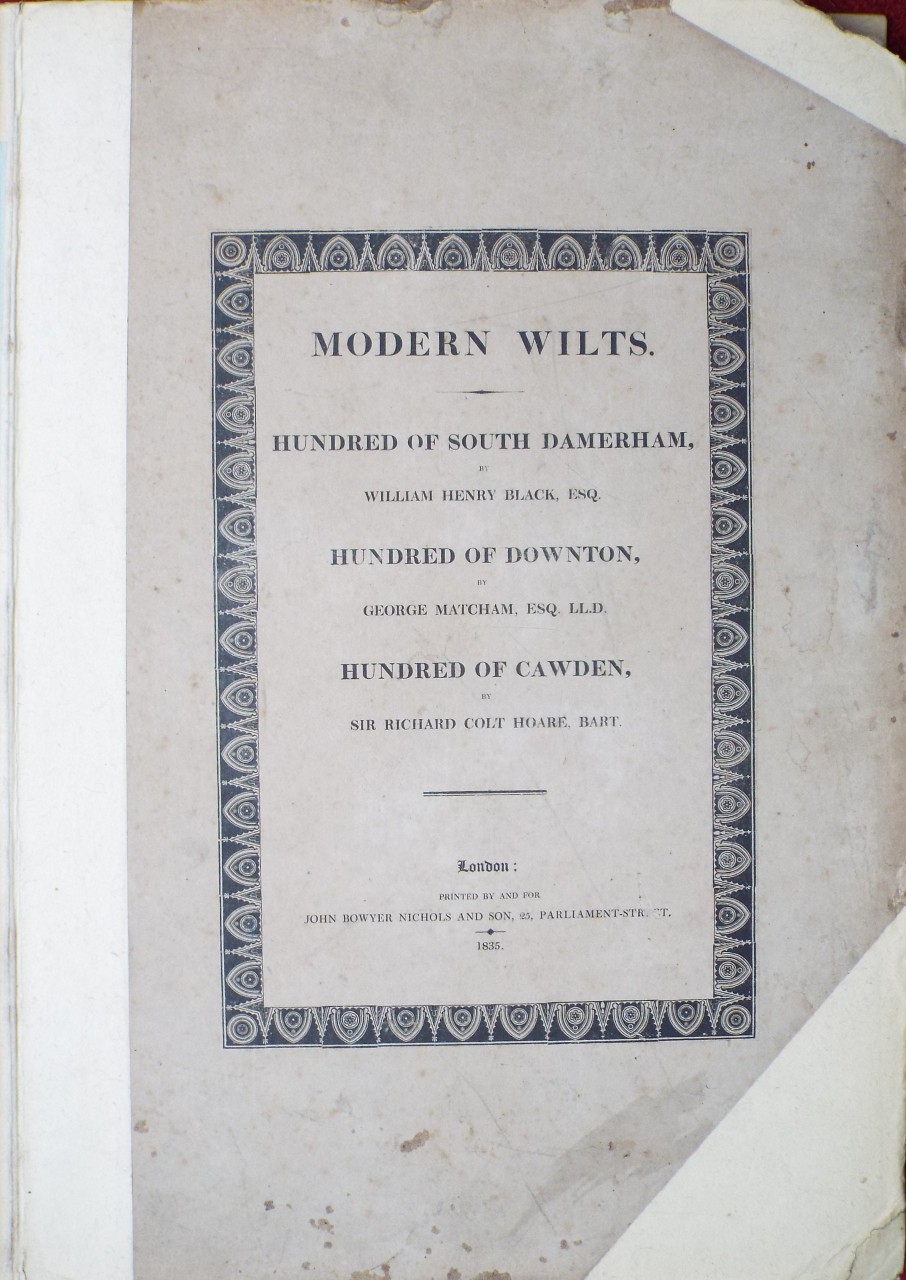 MODERN WILTS.
HUNDRED OF SOUTH DAMERHAM,
BY
WILLIAM HENRY BLACK, ESQ.
HUNDRED OF DOWNTON,
BY
GEORGE MATCHAM, ESQ. LL.D.
HUNDRED OF CAWDEN,
BY
SIR RICHARD COLT HOARE, BART.
London:
PRINTED BY AND FOR
JOHN BOWYER NICHOLS AND SON, 25,
1835.